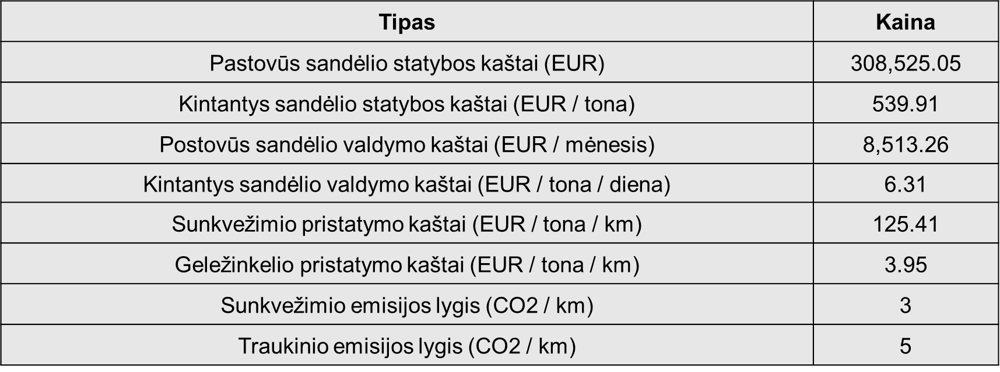 Tipas Kaina
Pastovūs sandėlio statybos kaštai (EUR) 308,525.05
Kintantys sandėlio statybos kaštai (EUR / tona) 539.91
Postovūs sandėlio valdymo kaštai (EUR / mėnesis) 8,513.26
Kintantys sandėlio valdymo kaštai (EUR / tona / diena) 6.31
Sunkvežimio pristatymo kaštai (EUR / tona / km) 125.41
Geležinkelio pristatymo kaštai (EUR / tona / km) 3.95
Sunkvežimio emisijos lygis (CO2 / km) 3
Traukinio emisijos lygis (CO2 / km) 5